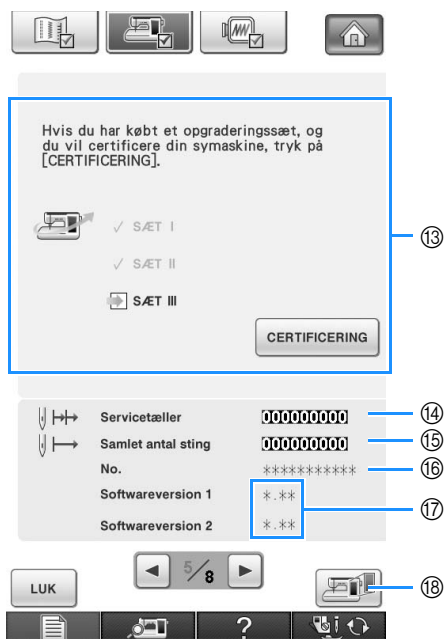 Hvis du har købt et opgraderingssæt, og
du vil certificere din symaskine, tryk på
[CERTIFICERING].
✓ SÆT I
✓ SÆT II
SÆT III
CERTIFICERING
⑬
Servicetæller 000000000 ⑭
Samlet antal sting 000000000 ⑮
No. *********** ⑯
Softwareversion 1 *.**
⑰
Softwareversion 2 *.**
5/8
LUK
⑱
?